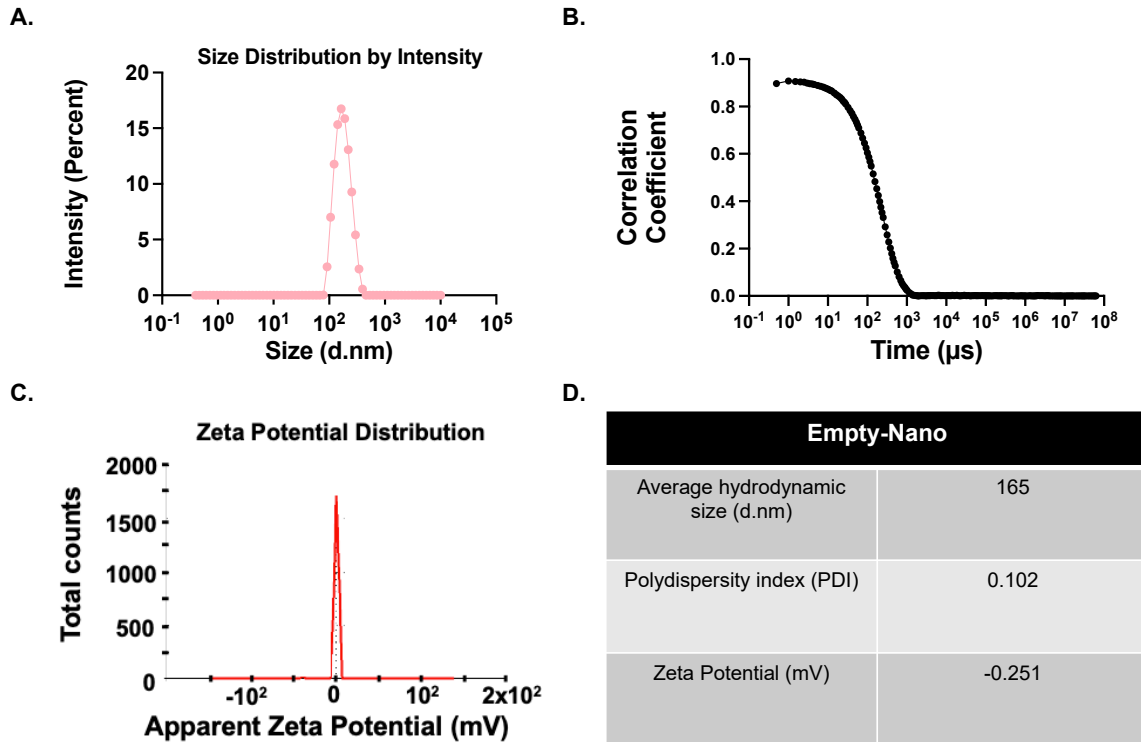 A.
Size Distribution by Intensity
Intensity (Percent)
20
15
10
5
0
10⁻¹ 10⁰ 10¹ 10² 10³ 10⁴ 10⁵
Size (d.nm)
B.
Correlation
Coefficient
1.0
0.8
0.6
0.4
0.2
0.0
10⁻¹ 10⁰ 10¹ 10² 10³ 10⁴ 10⁵ 10⁶ 10⁷ 10⁸
Time (µs)
C.
Zeta Potential Distribution
Total counts
2000
1500
1000
500
0
-10² 0 10² 2x10²
Apparent Zeta Potential (mV)
D.
Empty-Nano
Average hydrodynamic 165
size (d.nm)
Polydispersity index (PDI) 0.102
Zeta Potential (mV) -0.251